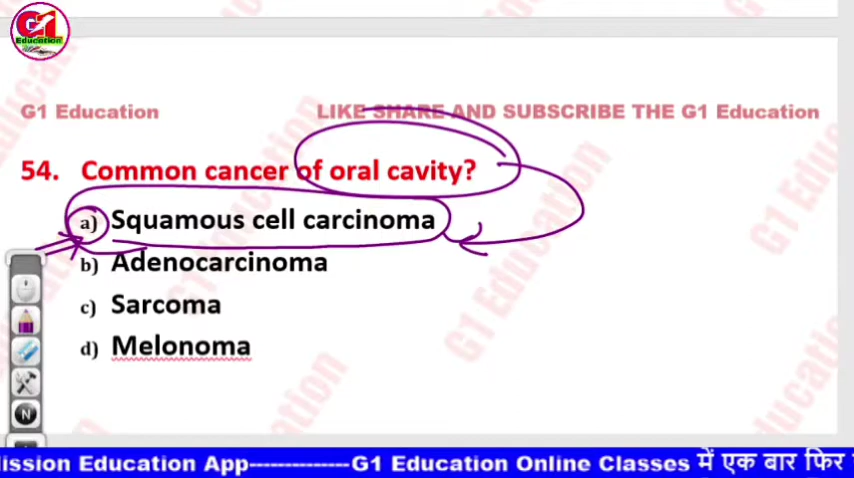 G1
Education
G1 Education LIKE SHARE AND SUBSCRIBE THE G1 Education
54. Common cancer of oral cavity?
a) Squamous cell carcinoma
b) Adenocarcinoma
c) Sarcoma
d) Melonoma
N
ission Education App--------------G1 Education Online Classes में एक बार फिर